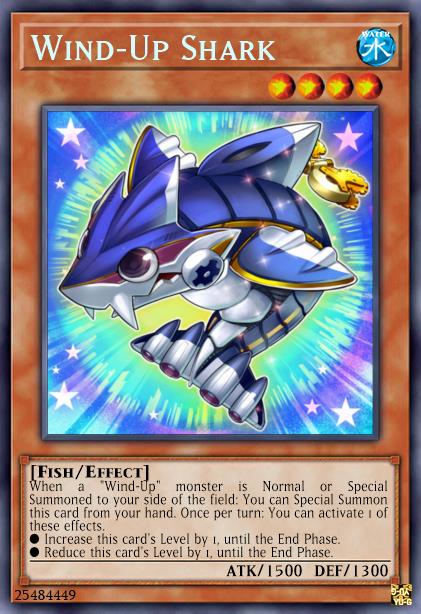 Wind-Up Shark
WATER
水
[Fish/Effect]
When a "Wind-Up" monster is Normal or Special
Summoned to your side of the field: You can Special Summon
this card from your hand. Once per turn: You can activate 1 of
these effects.
● Increase this card's Level by 1, until the End Phase.
● Reduce this card's Level by 1, until the End Phase.
ATK/1500 DEF/1300
25484449